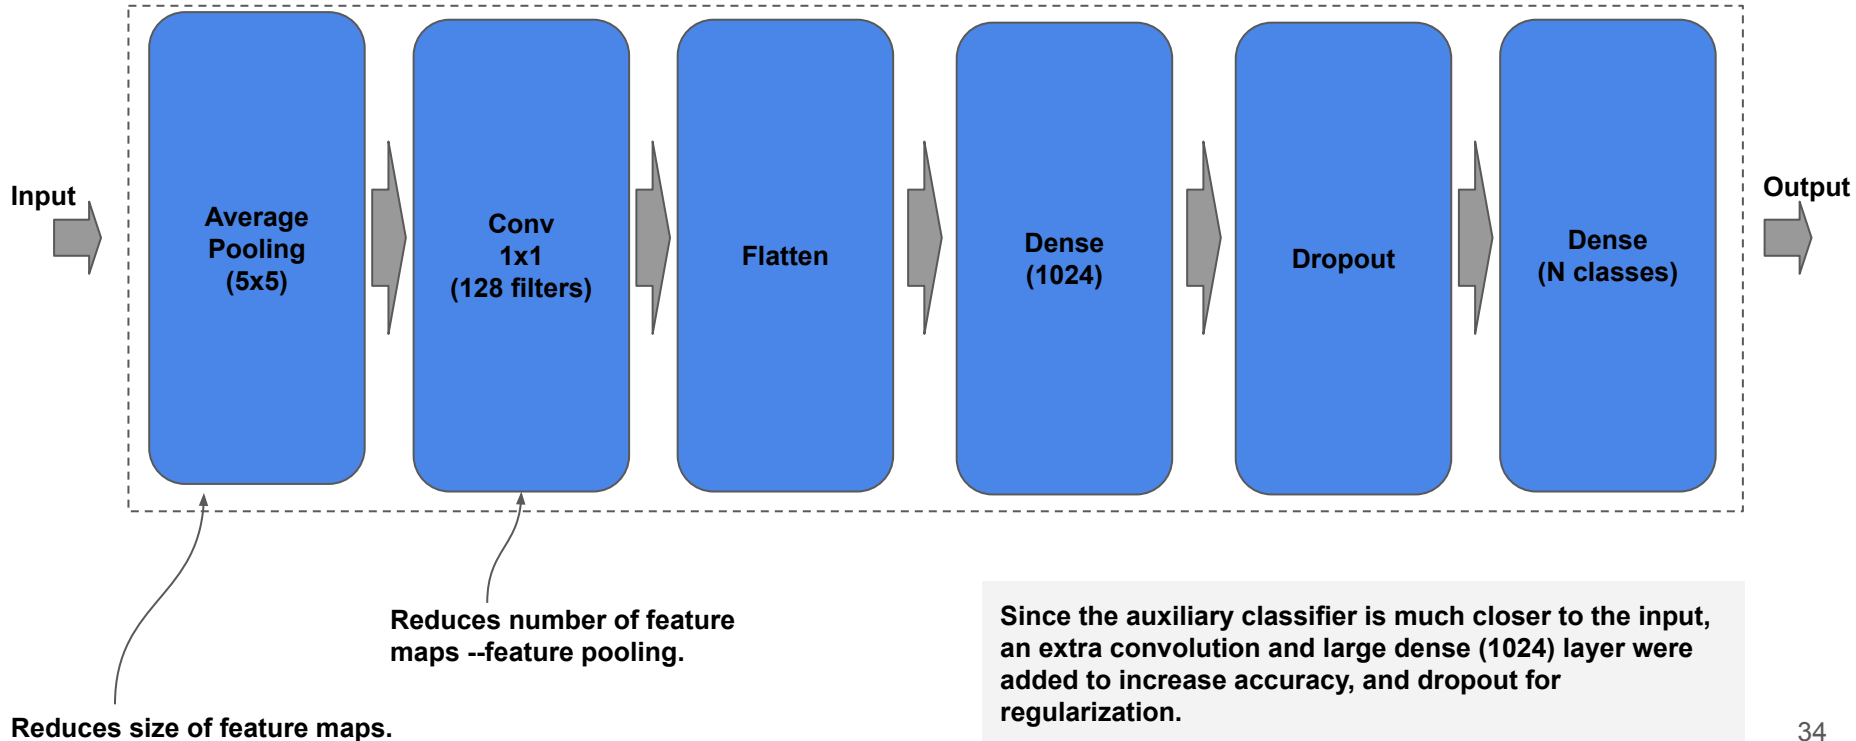 Input
Average
Pooling
(5x5)
Conv
1x1
(128 filters)
Flatten
Dense
(1024)
Dropout
Dense
(N classes)
Output
Reduces number of feature
maps --feature pooling.
Reduces size of feature maps.
Since the auxiliary classifier is much closer to the input,
an extra convolution and large dense (1024) layer were
added to increase accuracy, and dropout for
regularization.
34